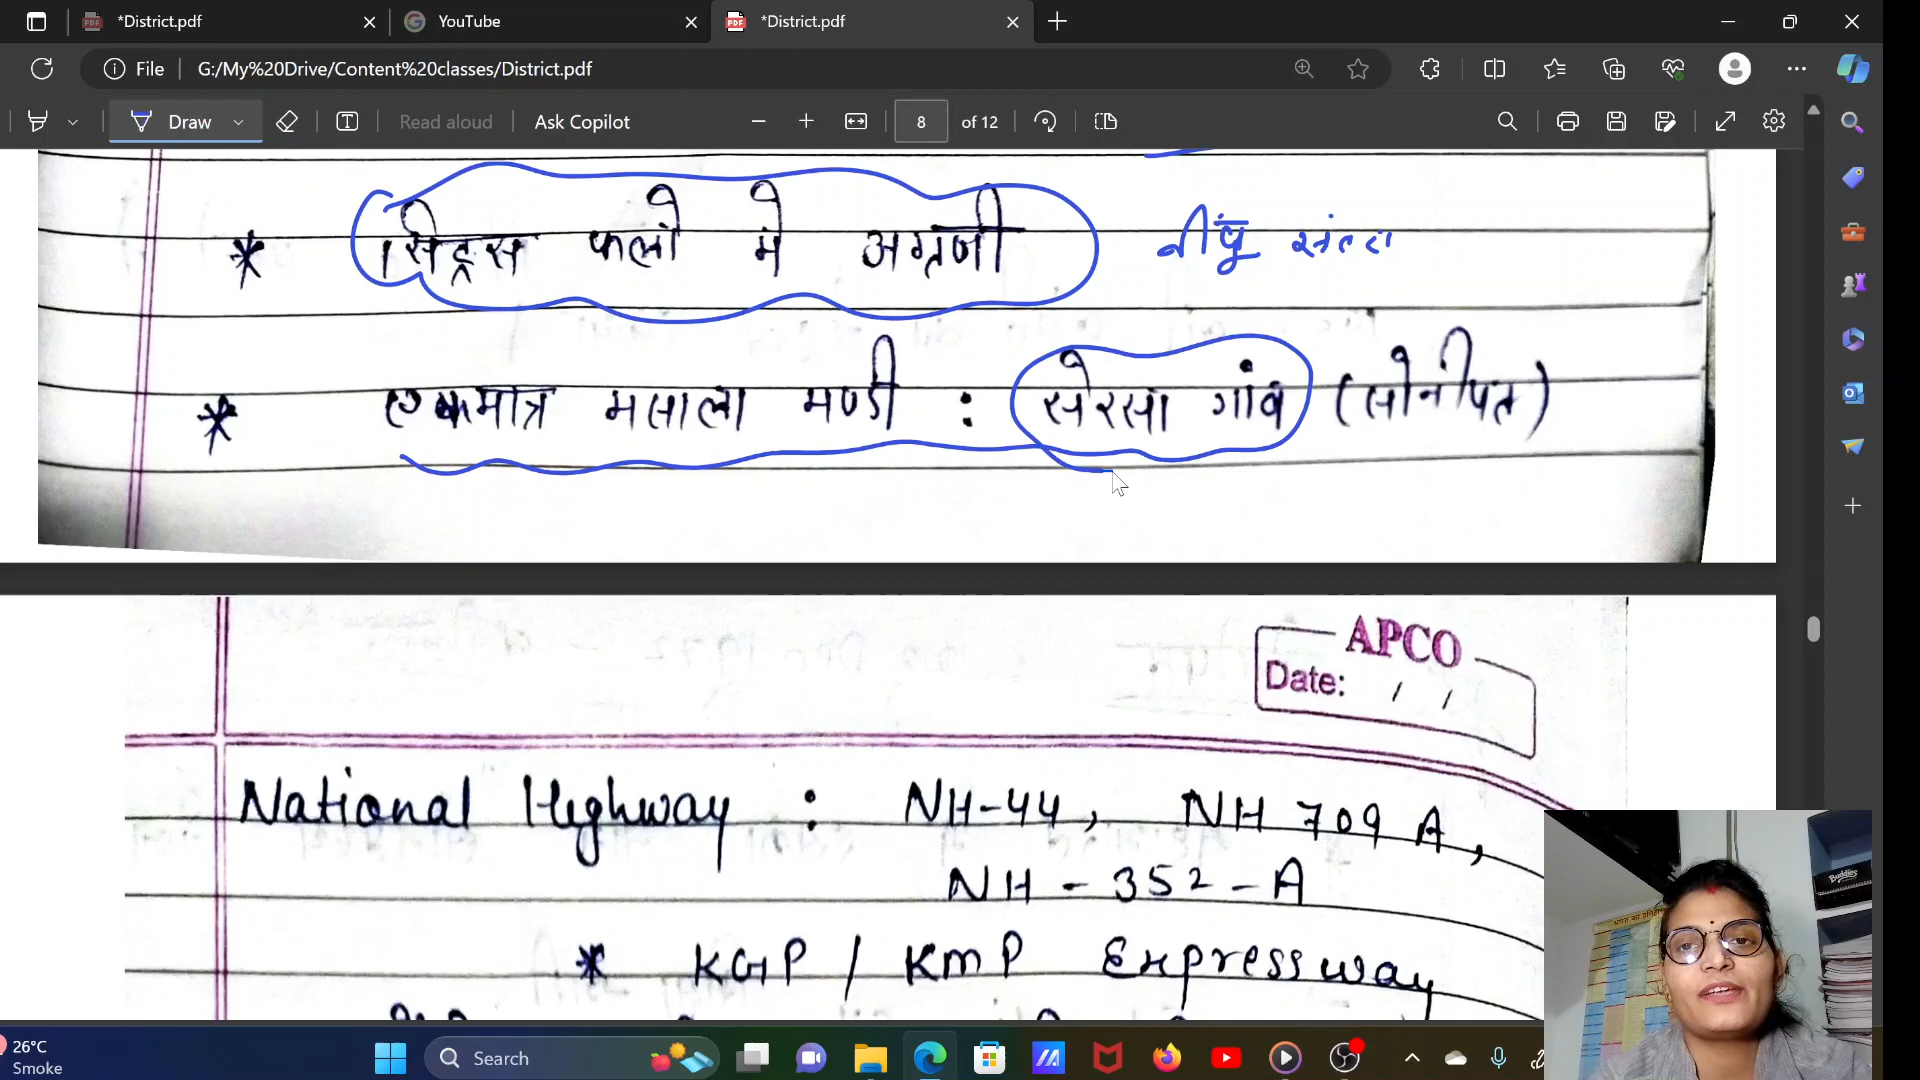 *District.pdf YouTube *District.pdf
File G:/My%20Drive/Content%20classes/District.pdf
Draw Read aloud Ask Copilot 8 of 12
* सिट्रस फलो मे अग्रणी नींबू संतरा
* एकमात्र मसाला मण्डी : सेरसा गांव (सोनीपत)
APCO
Date: / /
National Highway : NH-44, NH 709 A,
NH - 352 - A
* KGP / KMP Expressway
26°C
Smoke
Search